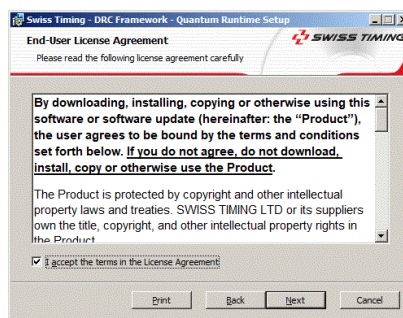 Swiss Timing - DRC Framework - Quantum Runtime Setup
End-User License Agreement
SWISS TIMING
Please read the following license agreement carefully
By downloading, installing, copying or otherwise using this
software or software update (hereinafter: the “Product”),
the user agrees to be bound by the terms and conditions
set forth below. If you do not agree, do not download,
install, copy or otherwise use the Product.
The Product is protected by copyright and other intellectual
property laws and treaties. SWISS TIMING LTD or its suppliers
own the title, copyright, and other intellectual property rights in
the Product.
I accept the terms in the License Agreement
Print
Back
Next
Cancel